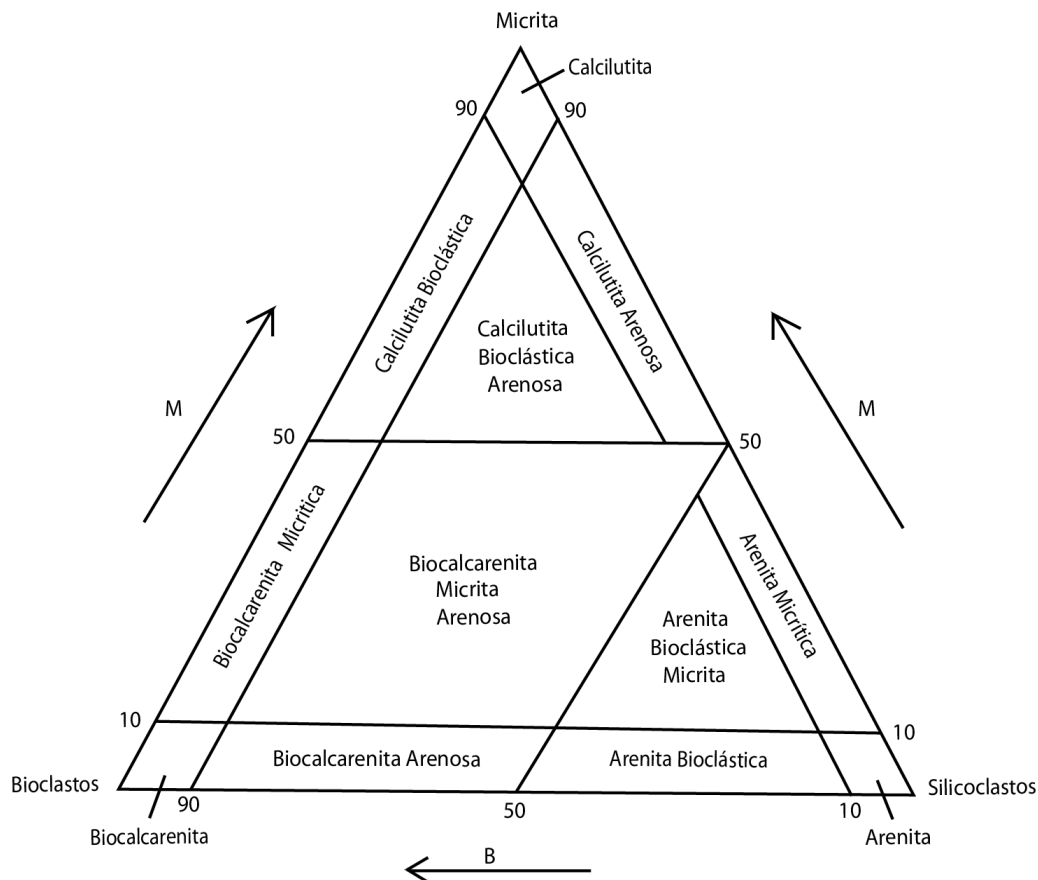 Micrita
Calcilutita
90
90
Calcilutita Bioclástica
Calcilutita Arenosa
Calcilutita
Bioclástica
Arenosa
M
M
50
50
Biocalcarenita Micritica
Biocalcarenita
Micrita
Arenosa
Arenita Micrítica
Arenita
Bioclástica
Micrita
10
10
Biocalcarenita Arenosa
Arenita Bioclástica
Bioclastos
Silicoclastos
90
50
10
Biocalcarenita
Arenita
B